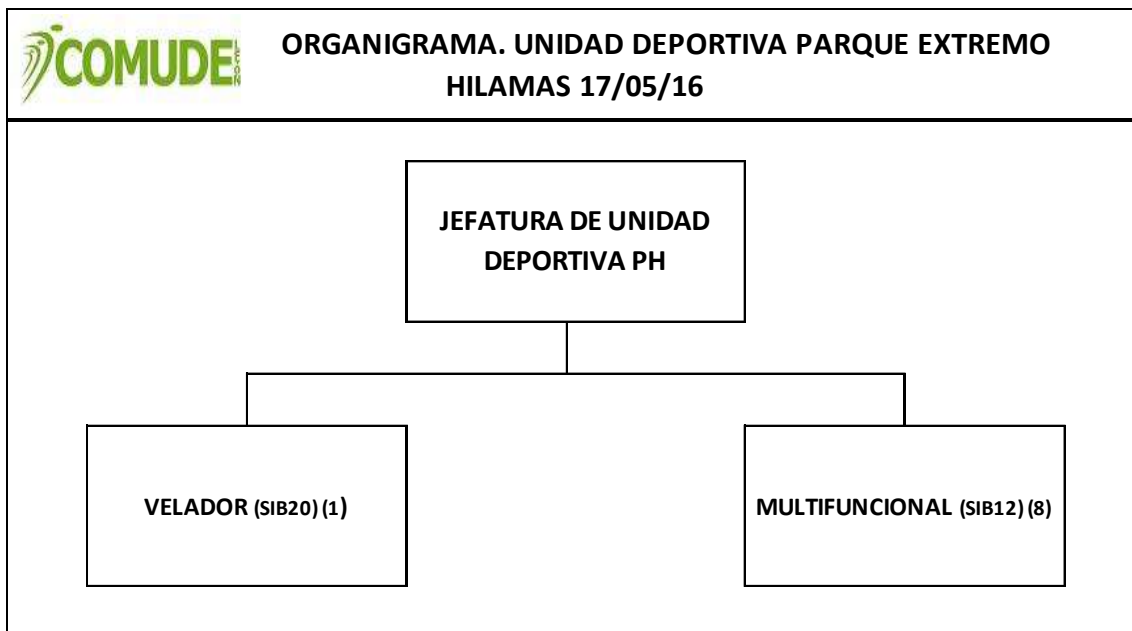 COMUDE
LEÓN
ORGANIGRAMA. UNIDAD DEPORTIVA PARQUE EXTREMO
HILAMAS 17/05/16
JEFATURA DE UNIDAD
DEPORTIVA PH
VELADOR (SIB20) (1)
MULTIFUNCIONAL (SIB12) (8)